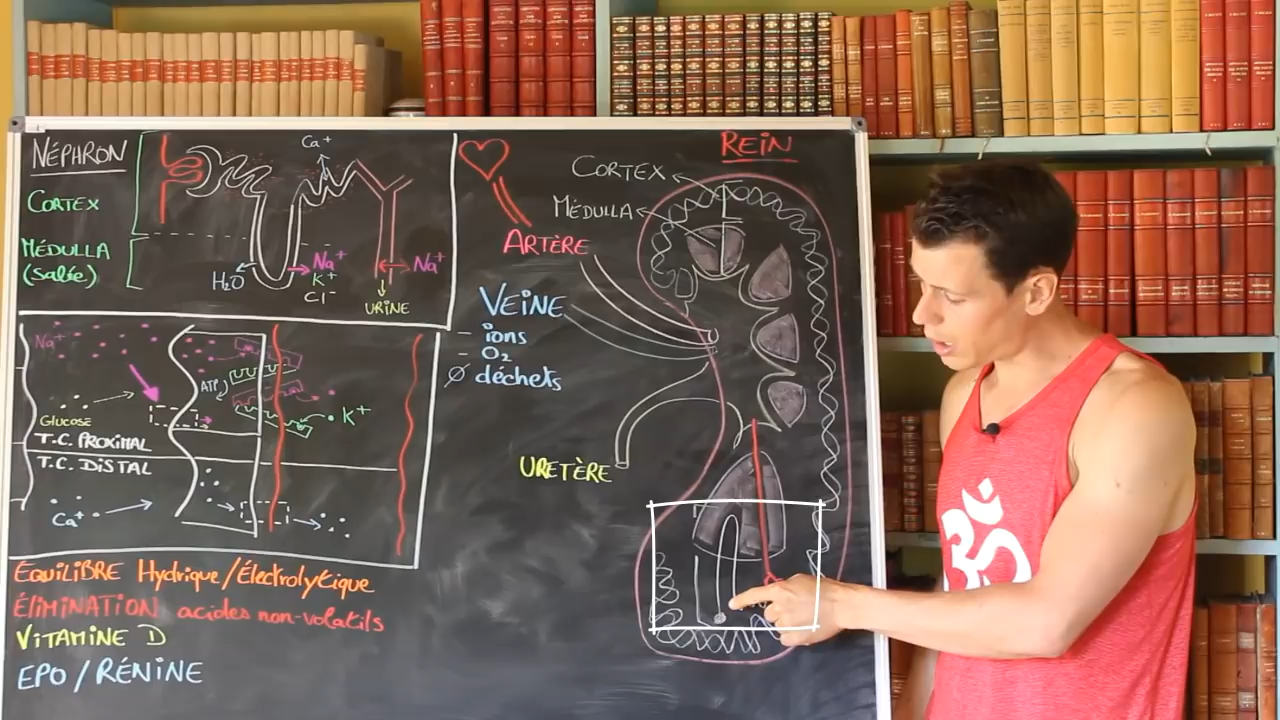 NÉPHRON
CORTEX
MÉDULLA
(salée)
Ca⁺
H₂O
Na⁺
K⁺
Cl⁻
Na⁺
URINE
Na⁺
ATP
GLUCOSE
K⁺
T.C. PROXIMAL
T.C. DISTAL
Ca⁺
ÉQUILIBRE Hydrique/Électrolytique
ÉLIMINATION acides non-volatils
VITAMINE D
EPO / RÉNINE
REIN
CORTEX
MÉDULLA
ARTÈRE
VEINE
- ions
- O₂
∅ déchets
URETÈRE
ॐ